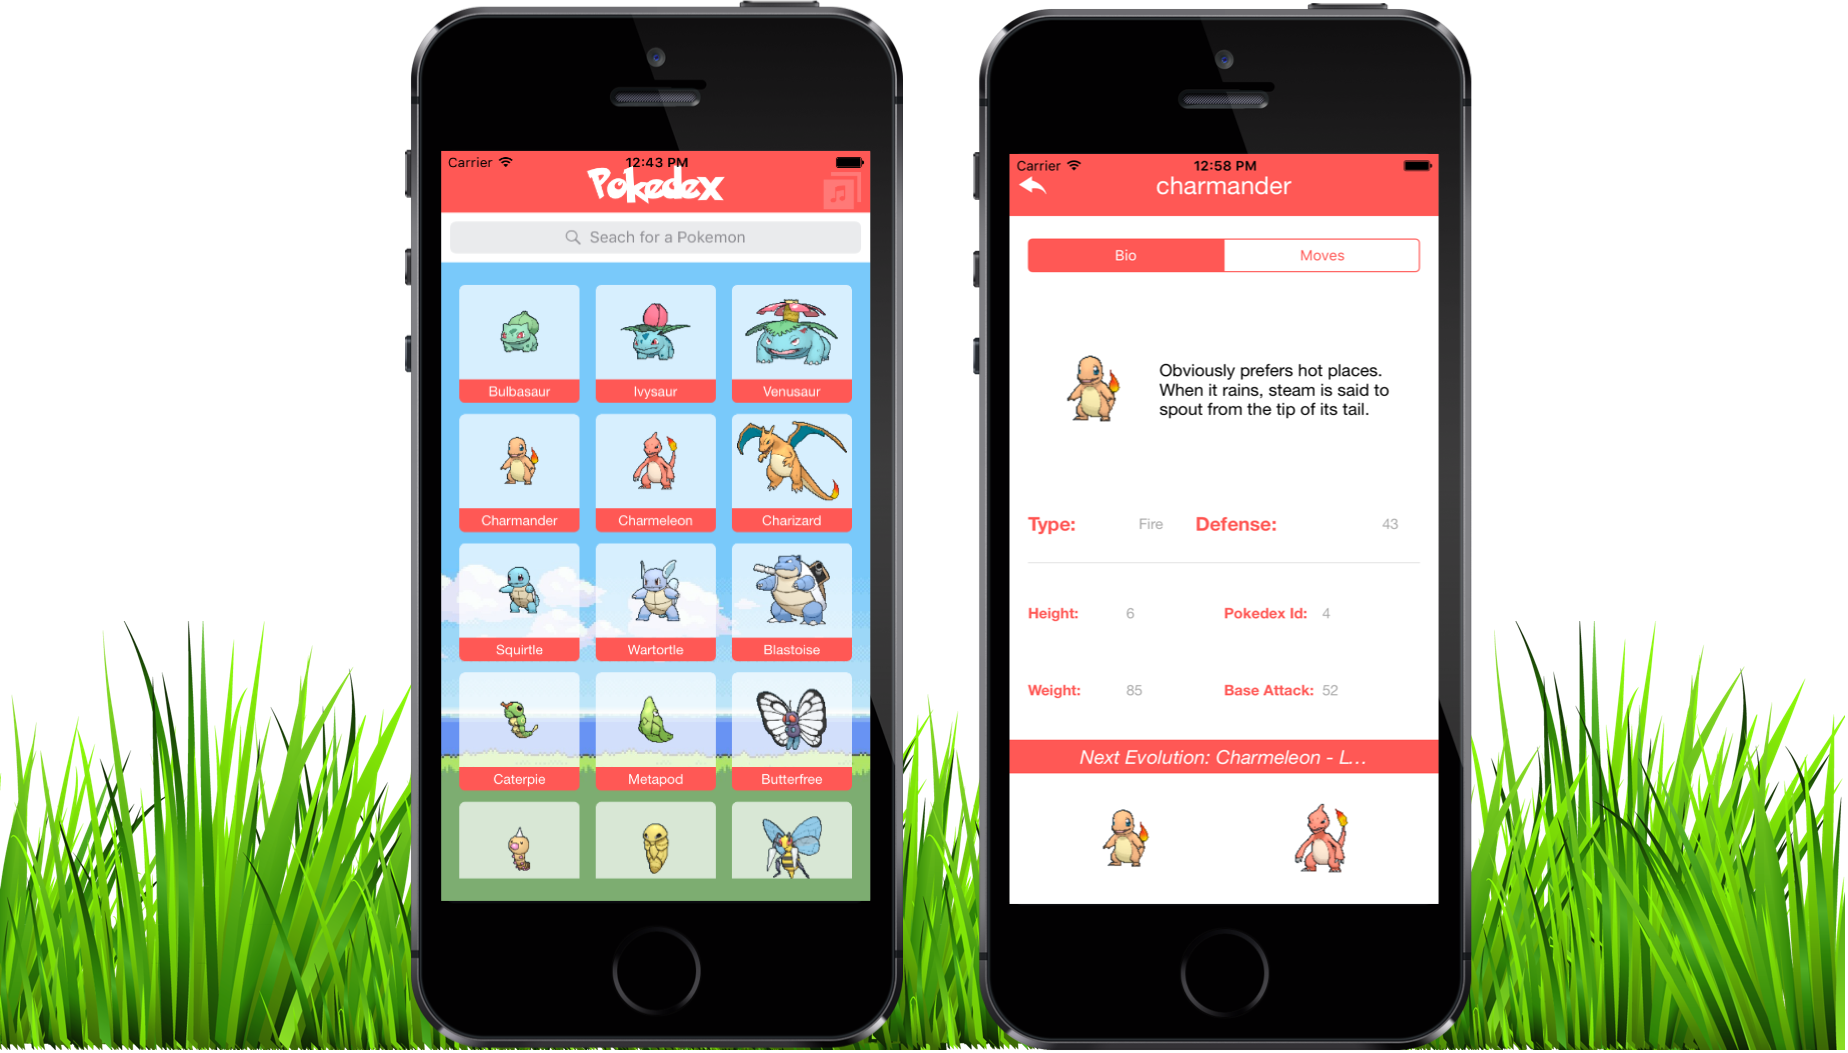 Carrier
12:43 PM
Pokedex
Seach for a Pokemon
Bulbasaur
Ivysaur
Venusaur
Charmander
Charmeleon
Charizard
Squirtle
Wartortle
Blastoise
Caterpie
Metapod
Butterfree
Carrier
12:58 PM
charmander
Bio
Moves
Obviously prefers hot places.
When it rains, steam is said to
spout from the tip of its tail.
Type: Fire Defense: 43
Height: 6 Pokedex Id: 4
Weight: 85 Base Attack: 52
Next Evolution: Charmeleon - L...